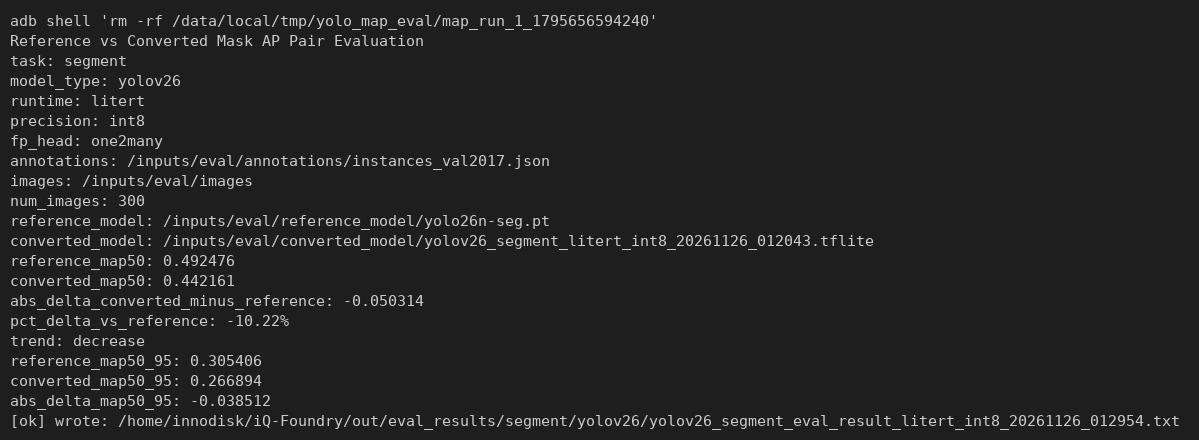 adb shell 'rm -rf /data/local/tmp/yolo_map_eval/map_run_1_1795656594240'
Reference vs Converted Mask AP Pair Evaluation
task: segment
model_type: yolov26
runtime: litert
precision: int8
fp_head: one2many
annotations: /inputs/eval/annotations/instances_val2017.json
images: /inputs/eval/images
num_images: 300
reference_model: /inputs/eval/reference_model/yolo26n-seg.pt
converted_model: /inputs/eval/converted_model/yolov26_segment_litert_int8_20261126_012043.tflite
reference_map50: 0.492476
converted_map50: 0.442161
abs_delta_converted_minus_reference: -0.050314
pct_delta_vs_reference: -10.22%
trend: decrease
reference_map50_95: 0.305406
converted_map50_95: 0.266894
abs_delta_map50_95: -0.038512
[ok] wrote: /home/innodisk/iQ-Foundry/out/eval_results/segment/yolov26/yolov26_segment_eval_result_litert_int8_20261126_012954.txt